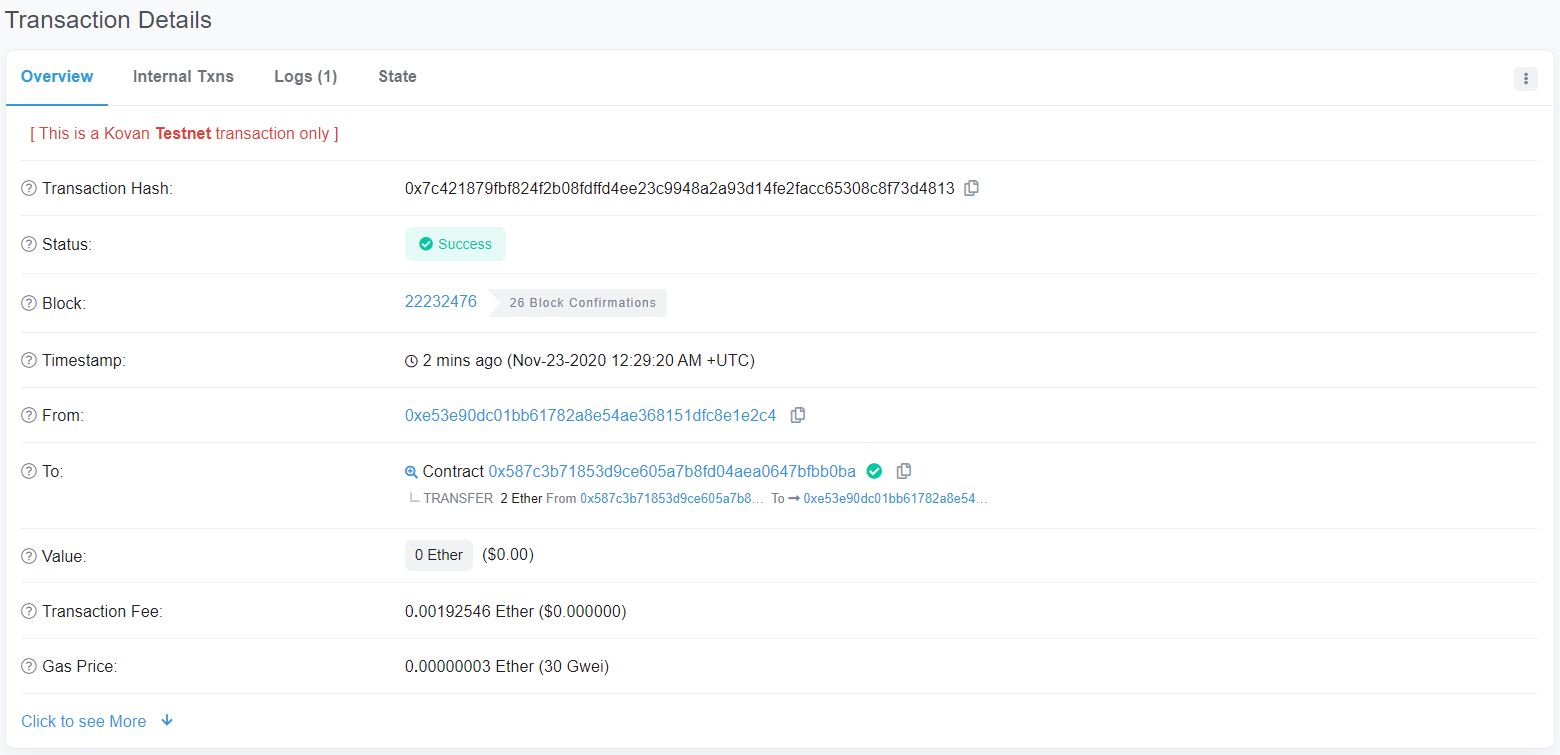 Transaction Details
Overview Internal Txns Logs (1) State
[ This is a Kovan Testnet transaction only ]
Transaction Hash: 0x7c421879fbf824f2b08fdffd4ee23c9948a2a93d14fe2facc65308c8f73d4813
Status: Success
Block: 22232476 26 Block Confirmations
Timestamp: 2 mins ago (Nov-23-2020 12:29:20 AM +UTC)
From: 0xe53e90dc01bb61782a8e54ae368151dfc8e1e2c4
To: Contract 0x587c3b71853d9ce605a7b8fd04aea0647bfbb0ba
TRANSFER 2 Ether From 0x587c3b71853d9ce605a7b8... To → 0xe53e90dc01bb61782a8e54...
Value: 0 Ether ($0.00)
Transaction Fee: 0.00192546 Ether ($0.000000)
Gas Price: 0.00000003 Ether (30 Gwei)
Click to see More